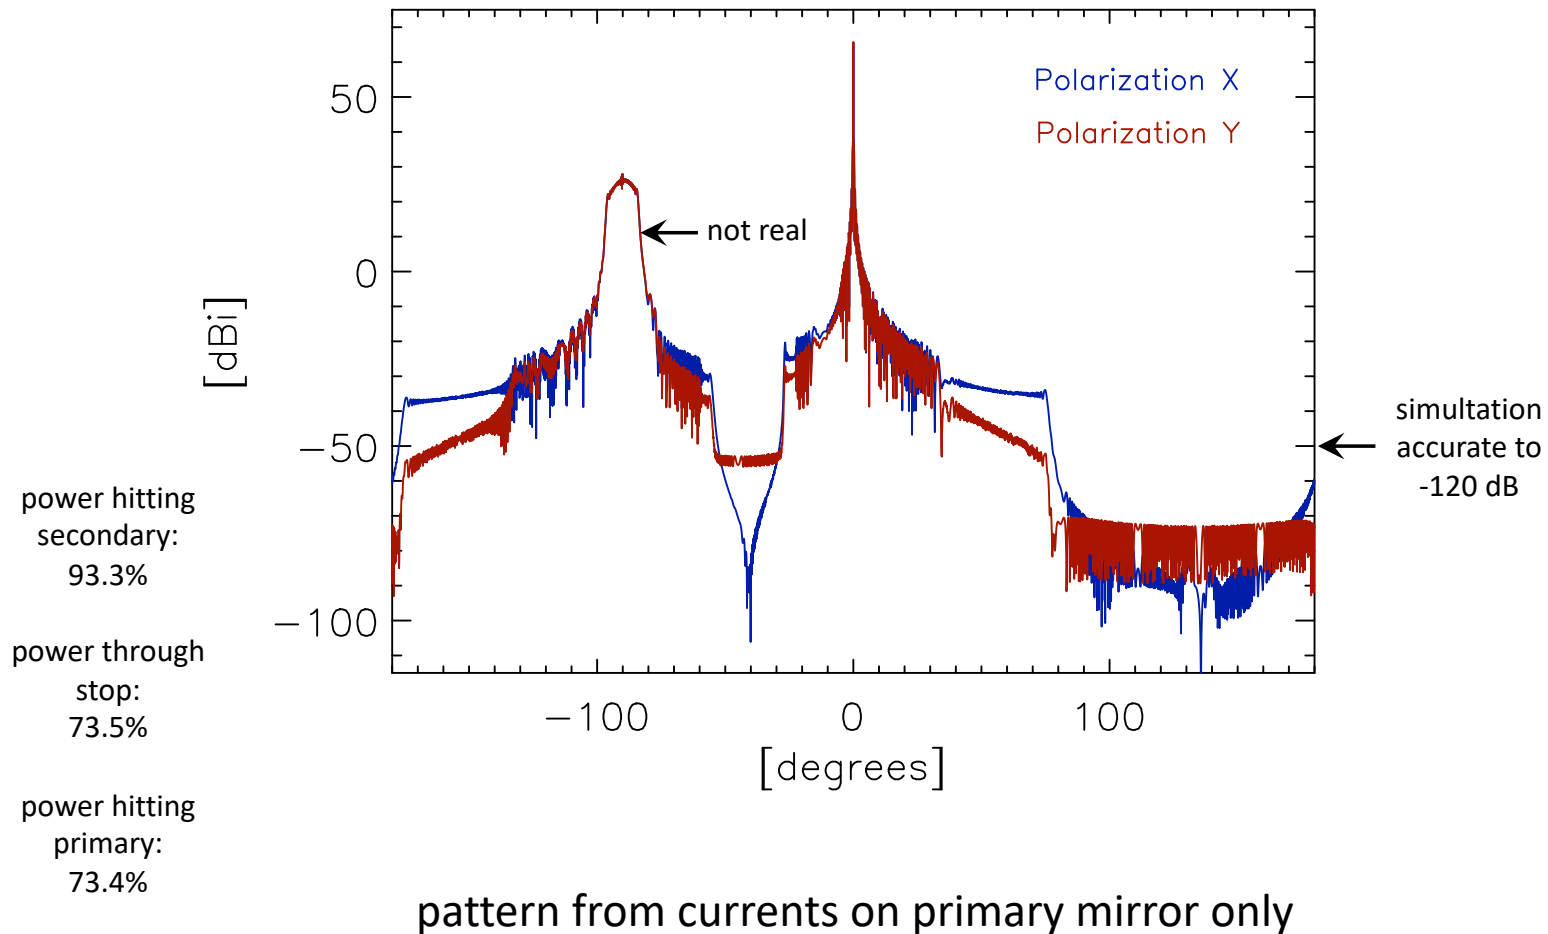 50
0
−50
−100
[dBi]
−100
0
100
[degrees]
Polarization X
Polarization Y
not real
simultation
accurate to
-120 dB
power hitting
secondary:
93.3%
power through
stop:
73.5%
power hitting
primary:
73.4%
pattern from currents on primary mirror only